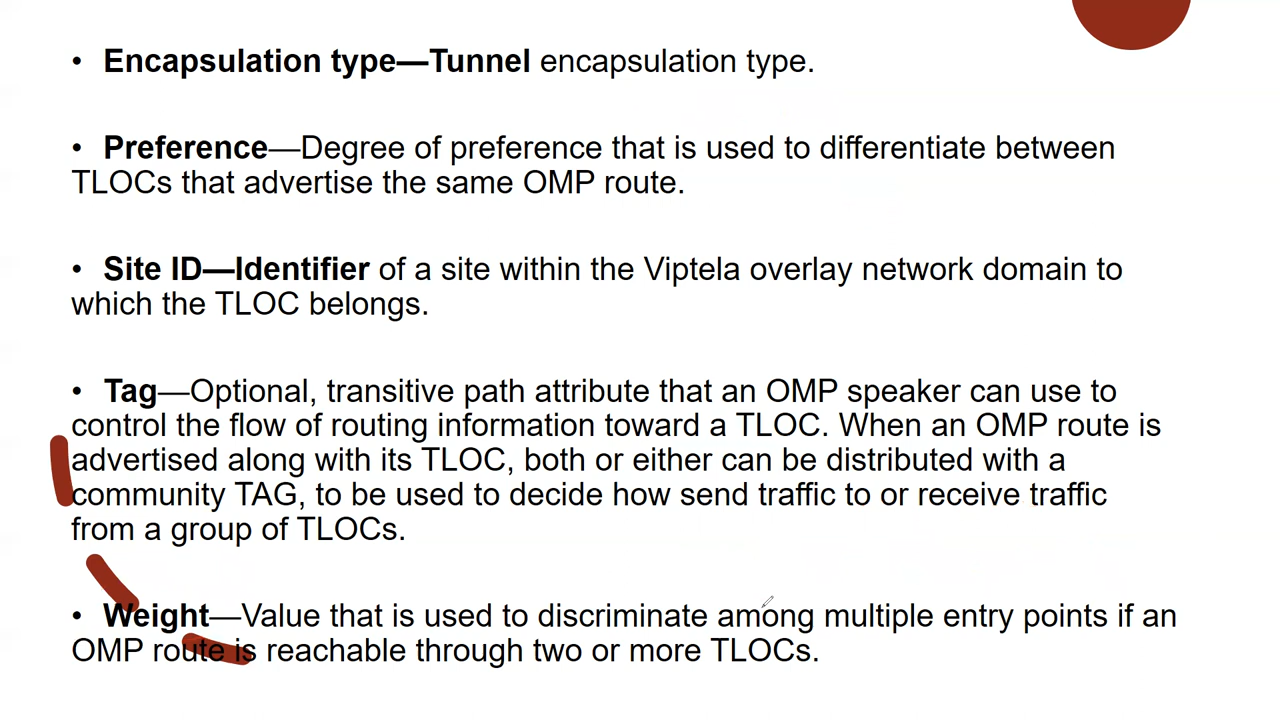 • Encapsulation type—Tunnel encapsulation type.
• Preference—Degree of preference that is used to differentiate between
TLOCs that advertise the same OMP route.
• Site ID—Identifier of a site within the Viptela overlay network domain to
which the TLOC belongs.
• Tag—Optional, transitive path attribute that an OMP speaker can use to
control the flow of routing information toward a TLOC. When an OMP route is
advertised along with its TLOC, both or either can be distributed with a
community TAG, to be used to decide how send traffic to or receive traffic
from a group of TLOCs.
• Weight—Value that is used to discriminate among multiple entry points if an
OMP route is reachable through two or more TLOCs.